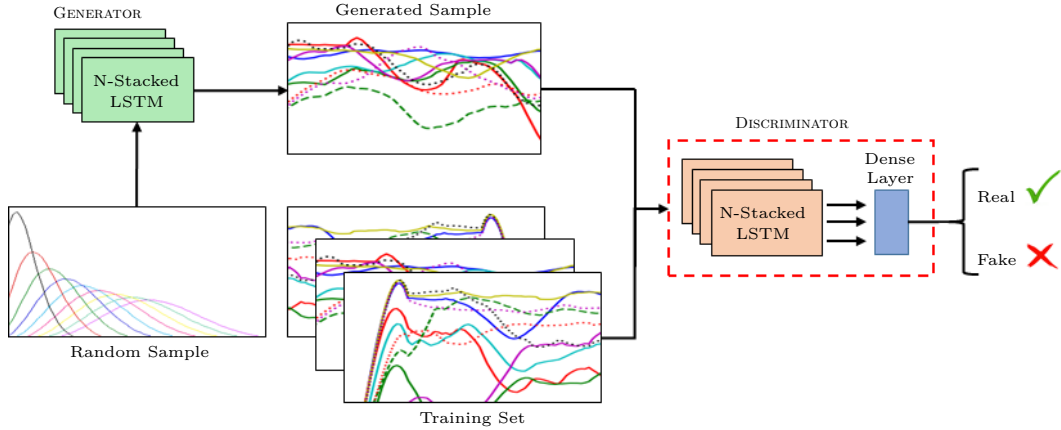 GENERATOR
N-Stacked
LSTM
Generated Sample
Random Sample
Training Set
DISCRIMINATOR
N-Stacked
LSTM
Dense
Layer
Real
Fake